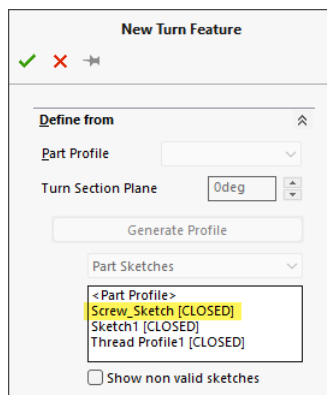 New Turn Feature
Define from
Part Profile
Turn Section Plane 0deg
Generate Profile
Part Sketches
<Part Profile>
Screw_Sketch [CLOSED]
Sketch1 [CLOSED]
Thread Profile1 [CLOSED]
Show non valid sketches